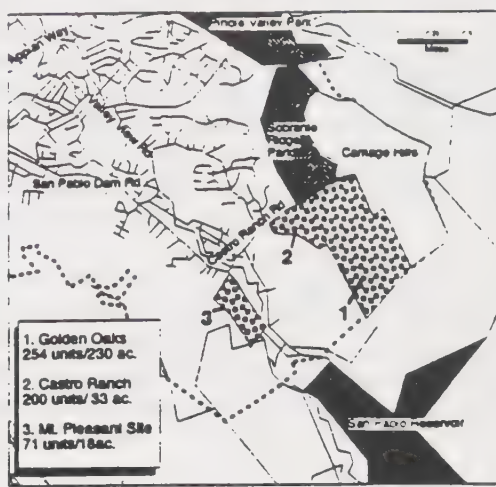 Pinole Valley Park
Appian Way
Miles
Valley View Rd
Sobrante
Ridge
Park
Carriage Hills
San Pablo Dam Rd
Castro Ranch Rd
2
1
3
1. Golden Oaks
254 units/230 ac.
2. Castro Ranch
200 units/ 33 ac.
3. Mt. Pleasant Site
71 units/18ac.
San Pablo Reservoir